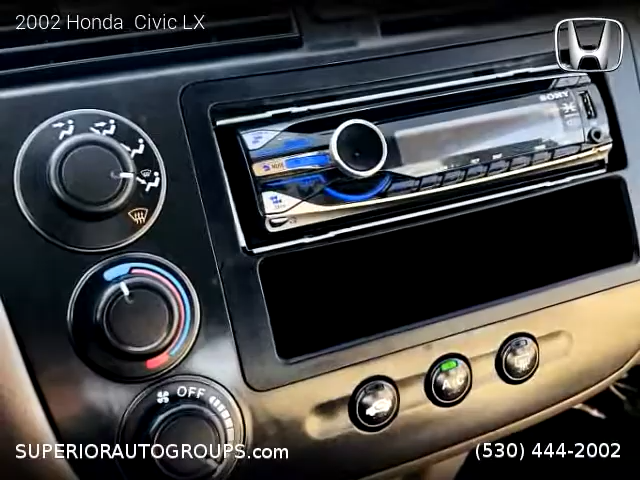 2002 Honda Civic LX
SONY
OFF
A/C
SUPERIORAUTOGROUPS.com
(530) 444-2002